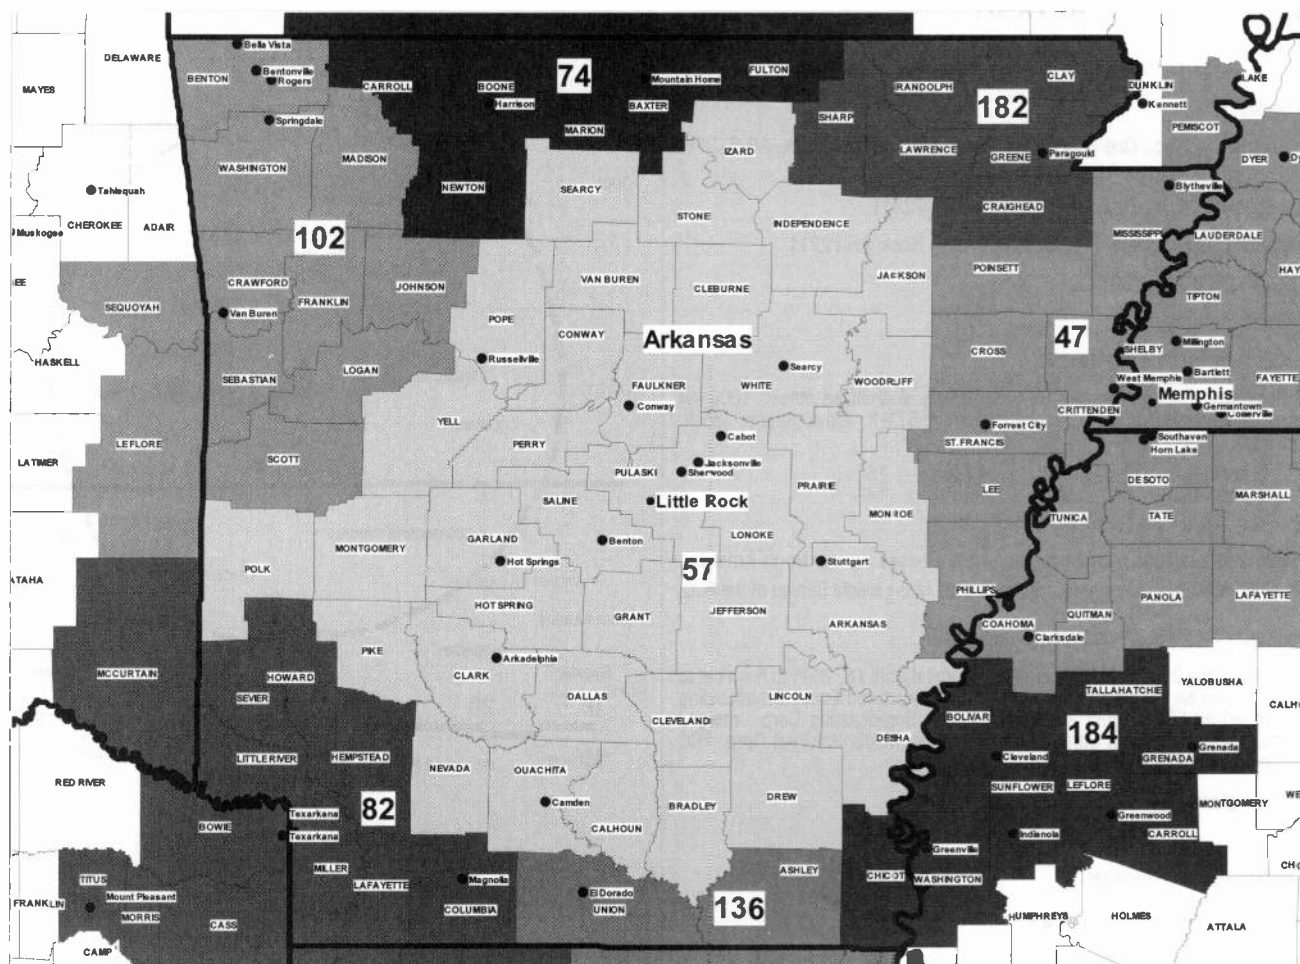 DELAWARE
MAYES
Bella Vista
BENTON
Bentonville
Rogers
Springdale
WASHINGTON
MADISON
CARROLL
BOONE
Harrison
74
Mountain Home
FULTON
BAXTER
MARION
NEWTON
SEARCY
IZARD
SHARP
RANDOLPH
CLAY
182
LAWRENCE
GREENE
Paragould
CRAIGHEAD
DUNKLIN
Kennett
LAKE
PEMISCOT
DYER
Blytheville
MISSISSIPPI
LAUDERDALE
HAY
TIPTON
Tahlequah
CHEROKEE
ADAIR
Muskogee
EE
SEQUOYAH
HASKELL
LATIMER
LEFLORE
102
CRAWFORD
Van Buren
FRANKLIN
JOHNSON
LOGAN
SEBASTIAN
SCOTT
STONE
INDEPENDENCE
JACKSON
POINSETT
VAN BUREN
CLEBURNE
POPE
CONWAY
Russellville
Arkansas
FAULKNER
Conway
WHITE
Searcy
WOODRUFF
CROSS
47
SHELBY
Millington
Bartlett
West Memphis
Memphis
Germantown
Collierville
FAYETTE
CRITTENDEN
Forrest City
ST.FRANCIS
Southaven
Horn Lake
DESOTO
MARSHALL
TATE
TUNICA
LEE
YELL
PERRY
Cabot
Jacksonville
Sherwood
PULASKI
Little Rock
SALINE
Benton
PRAIRIE
MONROE
LONOKE
Stuttgart
57
GARLAND
Hot Springs
MONTGOMERY
POLK
HOT SPRING
GRANT
JEFFERSON
ARKANSAS
PHILLIPS
COAHOMA
Clarksdale
QUITMAN
PANOLA
LAFAYETTE
ATAHA
MCCURTAIN
HOWARD
SEVIER
PIKE
CLARK
Arkadelphia
DALLAS
CLEVELAND
LINCOLN
DESHA
BOLIVAR
TALLAHATCHIE
YALOBUSHA
CALH
184
Cleveland
GRENADA
Grenada
SUNFLOWER
LEFLORE
Greenwood
MONTGOMERY
WE
CARROLL
Indianola
Greenville
WASHINGTON
CHICOT
HUMPHREYS
HOLMES
ATTALA
CHO
RED RIVER
LITTLE RIVER
HEMPSTEAD
NEVADA
OUACHITA
Camden
CALHOUN
BRADLEY
DREW
82
Texarkana
Texarkana
BOWIE
MILLER
LAFAYETTE
Magnolia
COLUMBIA
El Dorado
UNION
ASHLEY
136
TITUS
Mount Pleasant
FRANKLIN
MORRIS
CASS
CAMP